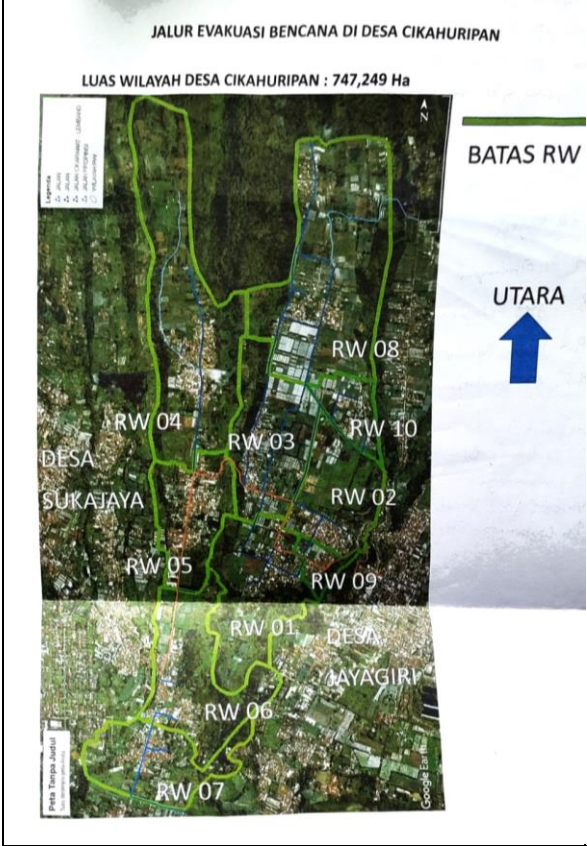 JALUR EVAKUASI BENCANA DI DESA CIKAHURIPAN
LUAS WILAYAH DESA CIKAHURIPAN : 747,249 Ha
Legenda
JALAN
JALAN
N
BATAS RW
UTARA
RW 08
RW 04
RW 03
RW 10
DESA
SUKAJAYA
RW 02
RW 05
RW 09
RW 01
DESA
JAYAGIRI
RW 06
RW 07
Peta Tanpa Judul
Google Earth